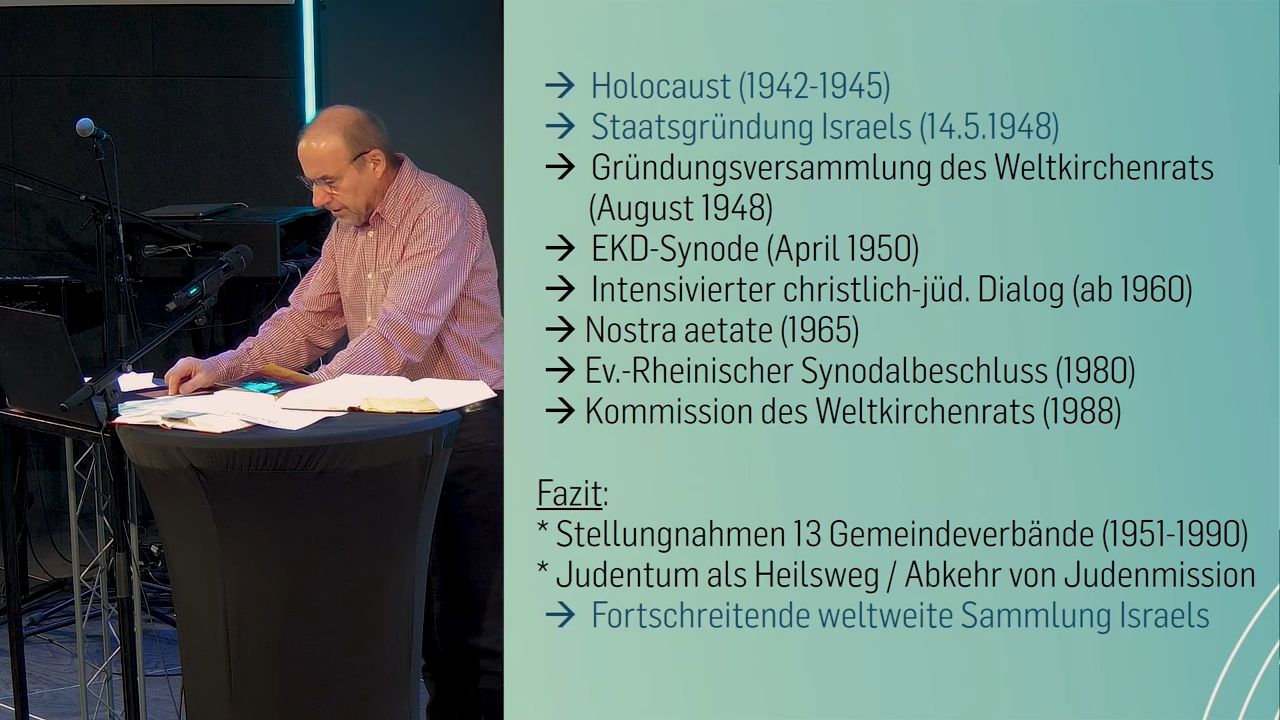 → Holocaust (1942-1945)
→ Staatsgründung Israels (14.5.1948)
→ Gründungsversammlung des Weltkirchenrats
(August 1948)
→ EKD-Synode (April 1950)
→ Intensivierter christlich-jüd. Dialog (ab 1960)
→ Nostra aetate (1965)
→ Ev.-Rheinischer Synodalbeschluss (1980)
→ Kommission des Weltkirchenrats (1988)
Fazit:
* Stellungnahmen 13 Gemeindeverbände (1951-1990)
* Judentum als Heilsweg / Abkehr von Judenmission
→ Fortschreitende weltweite Sammlung Israels